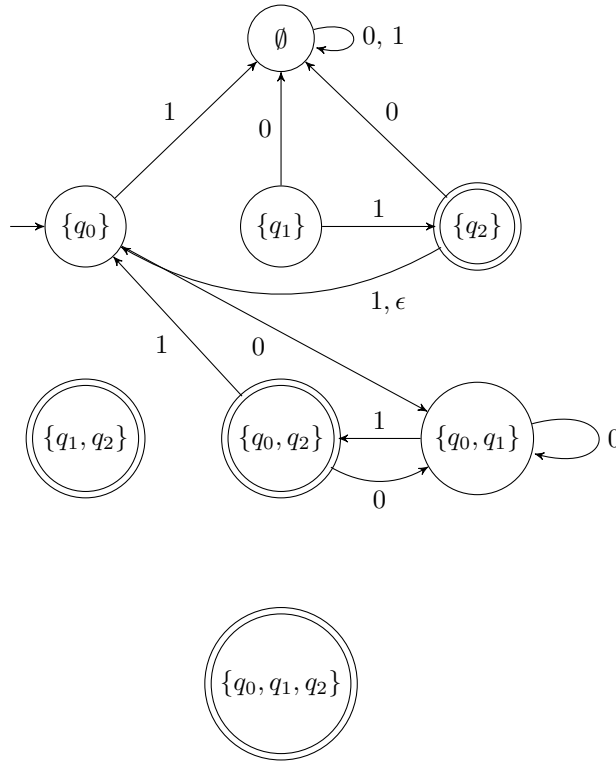 ∅
0, 1
1
0
0
{q₀}
{q₁}
1
{q₂}
1, ϵ
1
0
{q₁, q₂}
{q₀, q₂}
1
{q₀, q₁}
0
0
{q₀, q₁, q₂}